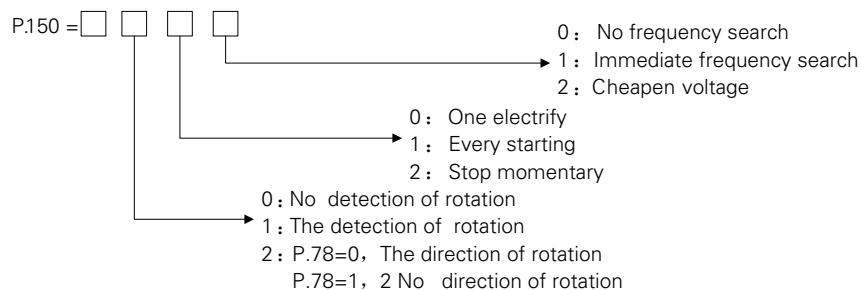 P.150 =
0： No frequency search
1： Immediate frequency search
2： Cheapen voltage
0： One electrify
1： Every starting
2： Stop momentary
0：No detection of rotation
1：The detection of rotation
2：P.78=0，The direction of rotation
P.78=1，2 No direction of rotation